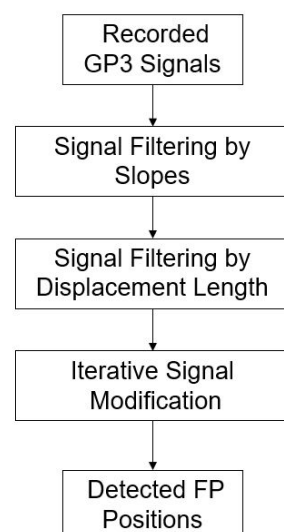 Recorded
GP3 Signals
Signal Filtering by
Slopes
Signal Filtering by
Displacement Length
Iterative Signal
Modification
Detected FP
Positions